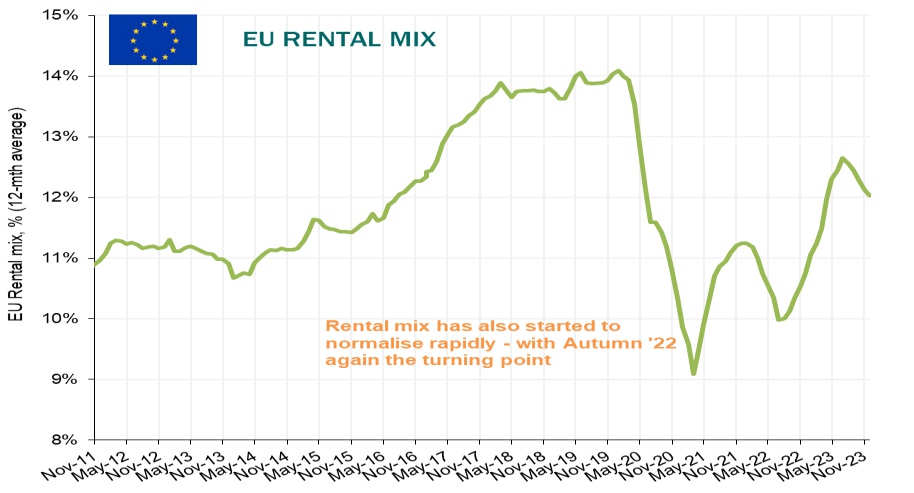 EU RENTAL MIX
EU Rental mix, % (12-mth average)
15%
14%
13%
12%
11%
10%
9%
8%
Rental mix has also started to
normalise rapidly - with Autumn '22
again the turning point
Nov-11
May-12
Nov-12
May-13
Nov-13
May-14
Nov-14
May-15
Nov-15
May-16
Nov-16
May-17
Nov-17
May-18
Nov-18
May-19
Nov-19
May-20
Nov-20
May-21
Nov-21
May-22
Nov-22
May-23
Nov-23